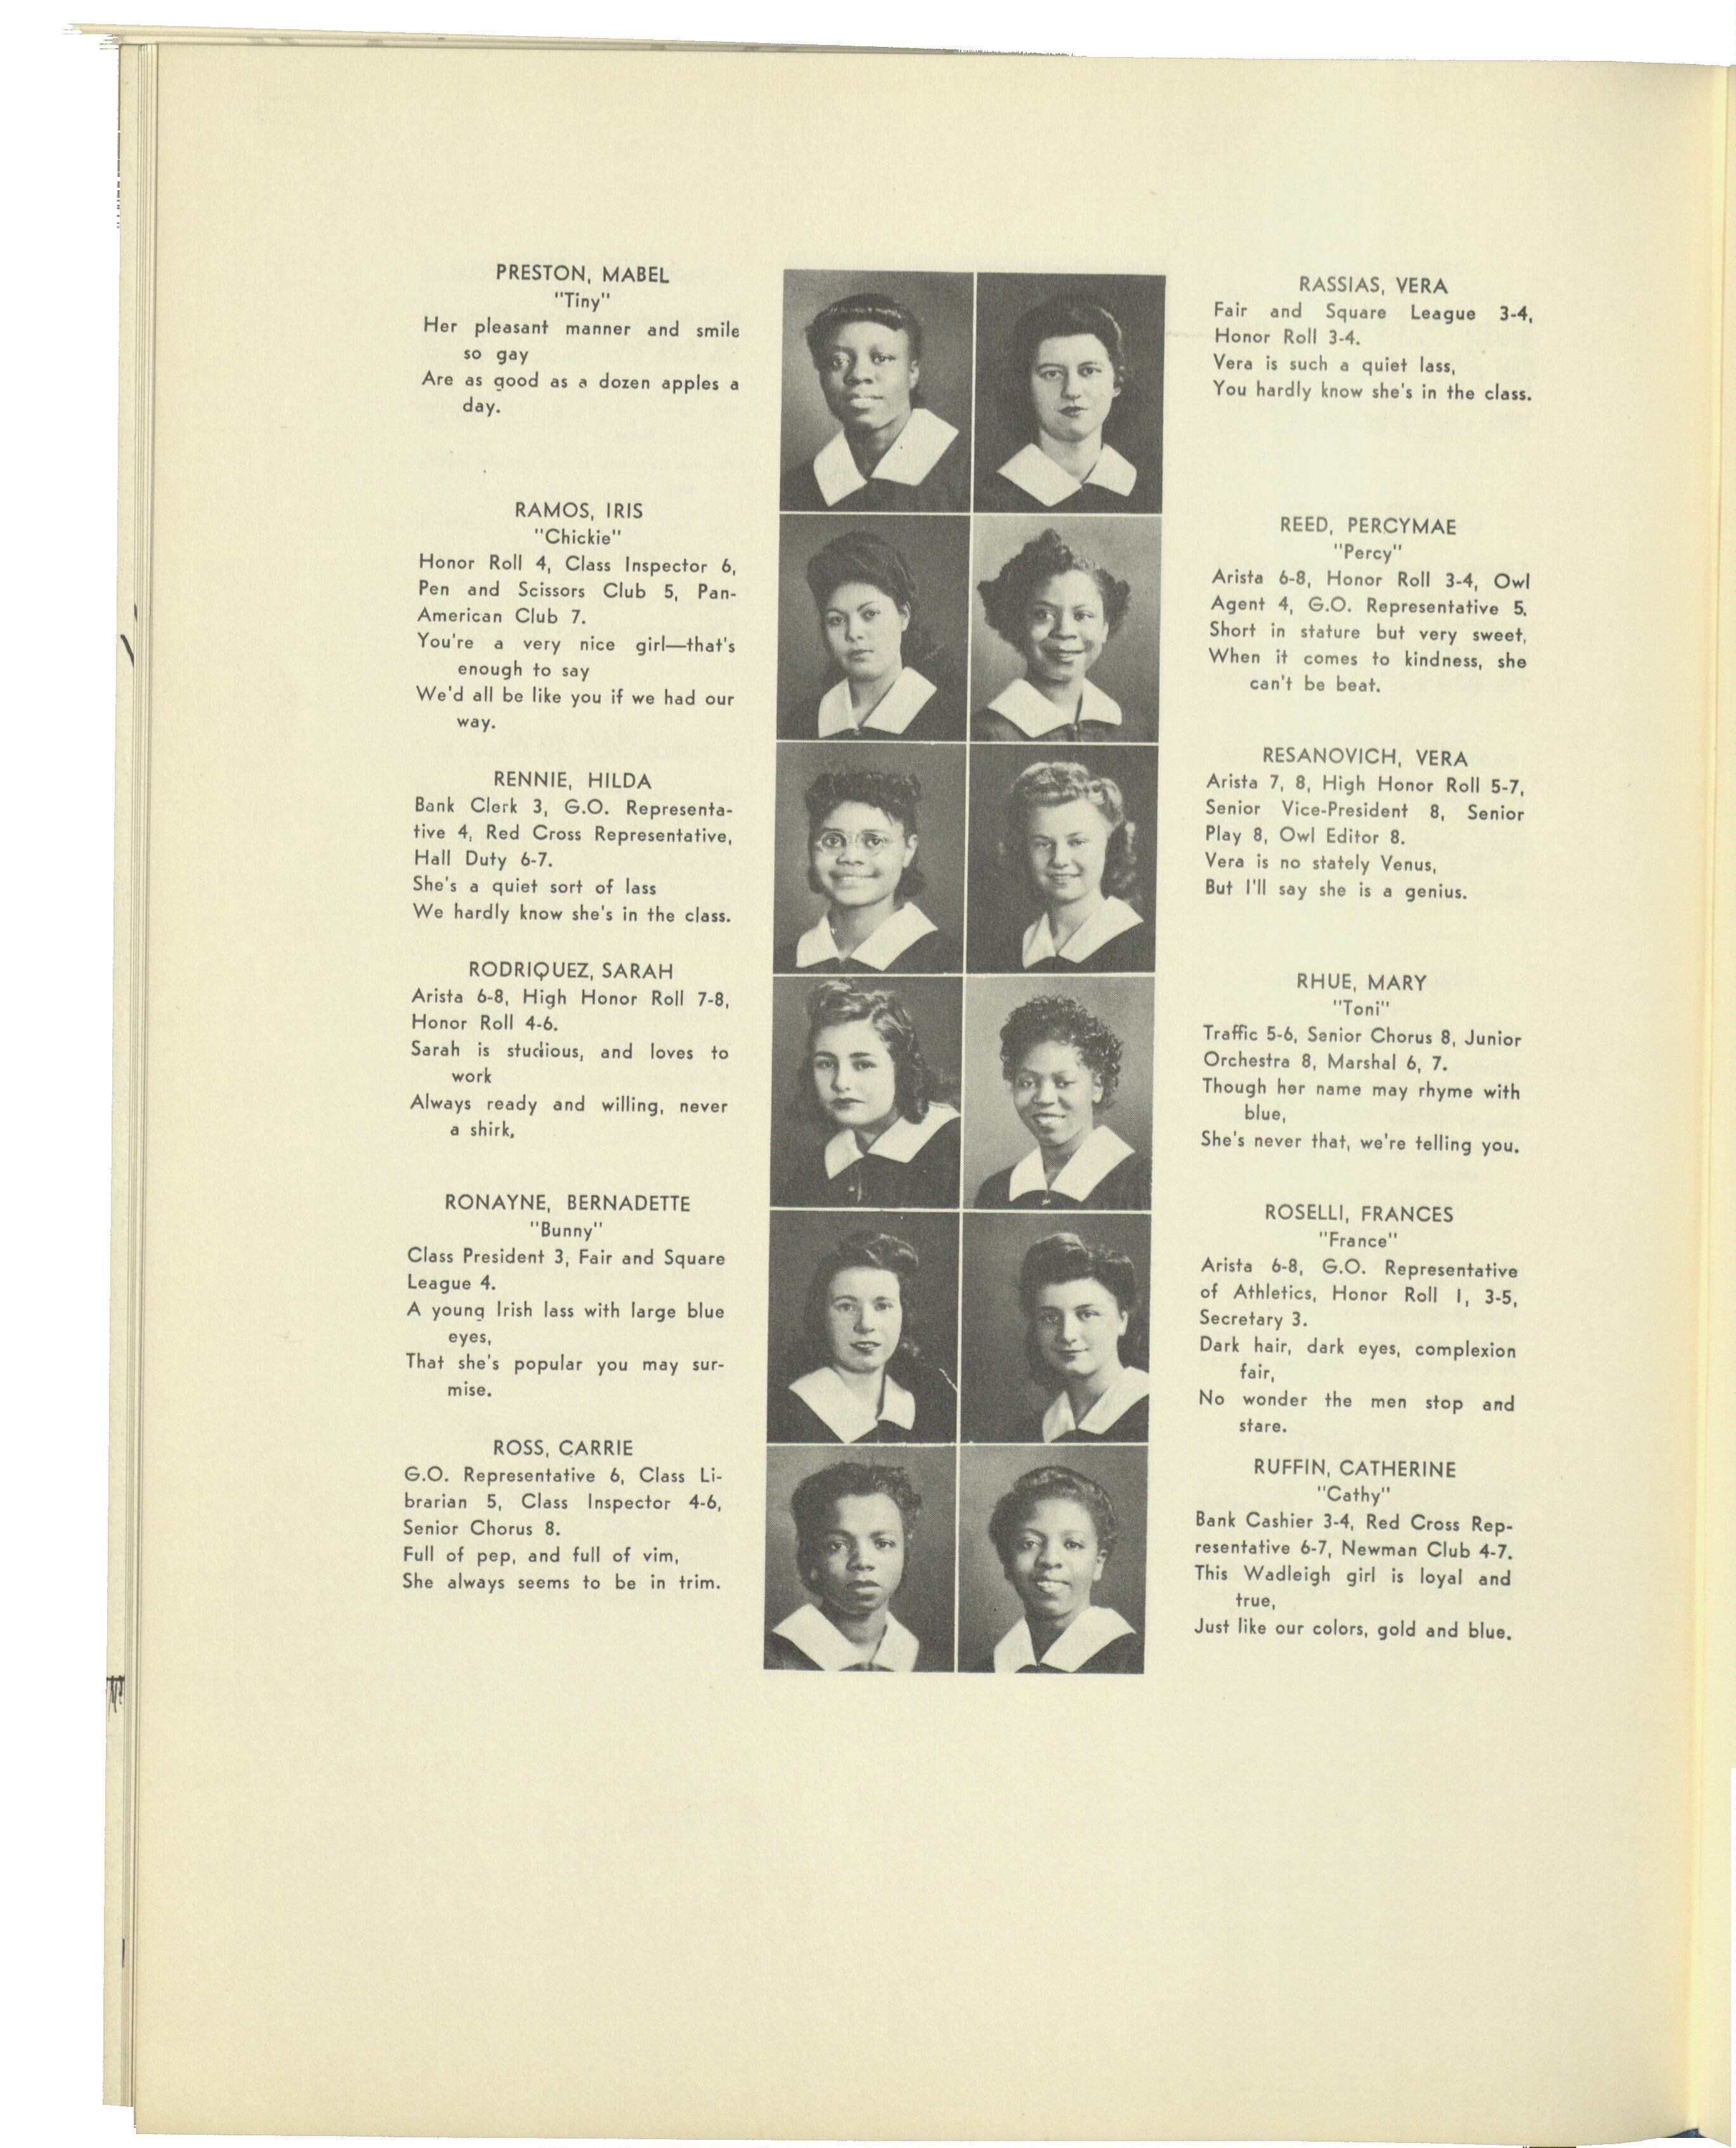 PRESTON, MABEL
"Tiny"
Her pleasant manner and smile
so gay
Are as good as a dozen apples a
day.
RAMOS, IRIS
"Chickie"
Honor Roll 4, Class Inspector 6,
Pen and Scissors Club 5, Pan-
American Club 7.
You're a very nice girl—that's
enough to say
We'd all be like you if we had our
way.
RENNIE, HILDA
Bank Clerk 3, G.O. Representa-
tive 4, Red Cross Representative,
Hall Duty 6-7.
She's a quiet sort of lass
We hardly know she's in the class.
RODRIQUEZ, SARAH
Arista 6-8, High Honor Roll 7-8,
Honor Roll 4-6.
Sarah is studious, and loves to
work
Always ready and willing, never
a shirk,
RONAYNE, BERNADETTE
"Bunny"
Class President 3, Fair and Square
League 4.
A young Irish lass with large blue
eyes,
That she's popular you may sur-
mise.
ROSS, CARRIE
G.O. Representative 6, Class Li-
brarian 5, Class Inspector 4-6,
Senior Chorus 8.
Full of pep, and full of vim,
She always seems to be in trim.
RASSIAS, VERA
Fair and Square League 3-4,
Honor Roll 3-4.
Vera is such a quiet lass,
You hardly know she's in the class.
REED, PERCYMAE
"Percy"
Arista 6-8, Honor Roll 3-4, Owl
Agent 4, G.O. Representative 5.
Short in stature but very sweet,
When it comes to kindness, she
can't be beat.
RESANOVICH, VERA
Arista 7, 8, High Honor Roll 5-7,
Senior Vice-President 8, Senior
Play 8, Owl Editor 8.
Vera is no stately Venus,
But I'll say she is a genius.
RHUE, MARY
"Toni"
Traffic 5-6, Senior Chorus 8, Junior
Orchestra 8, Marshal 6, 7.
Though her name may rhyme with
blue,
She's never that, we're telling you.
ROSELLI, FRANCES
"France"
Arista 6-8, G.O. Representative
of Athletics, Honor Roll 1, 3-5,
Secretary 3.
Dark hair, dark eyes, complexion
fair,
No wonder the men stop and
stare.
RUFFIN, CATHERINE
"Cathy"
Bank Cashier 3-4, Red Cross Rep-
resentative 6-7, Newman Club 4-7.
This Wadleigh girl is loyal and
true,
Just like our colors, gold and blue.